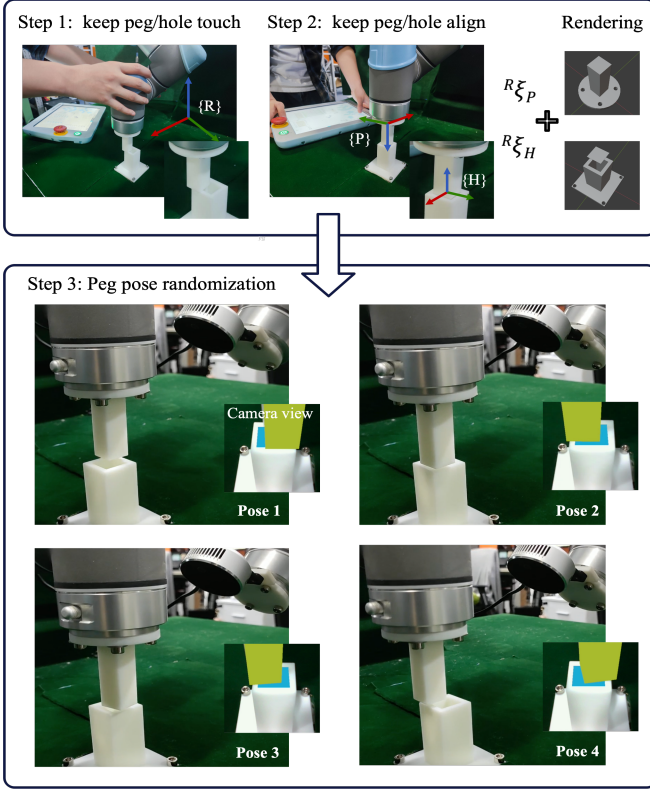 Step 1: keep peg/hole touch
Step 2: keep peg/hole align
Rendering
{R}
{P}
{H}
ᴿξ_P
+
ᴿξ_H
Step 3: Peg pose randomization
Camera view
Pose 1
Pose 2
Pose 3
Pose 4